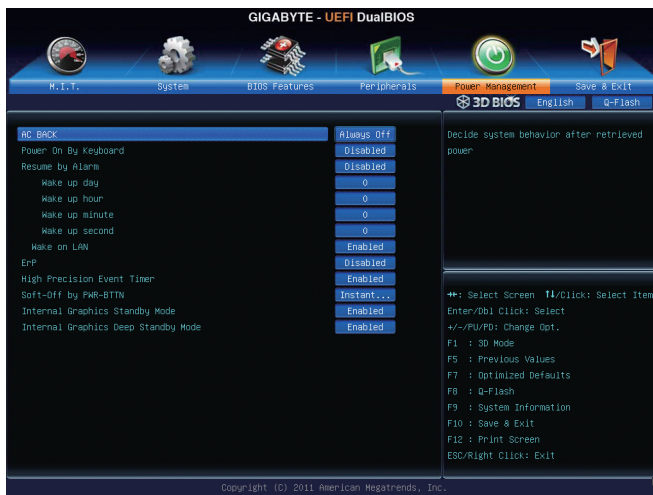 GIGABYTE - UEFI DualBIOS
M.I.T. System BIOS Features Peripherals Power Management Save & Exit
3D BIOS English Q-Flash
AC BACK Always Off
Power On By Keyboard Disabled
Resume by Alarm Disabled
Wake up day 0
Wake up hour 0
Wake up minute 0
Wake up second 0
Wake on LAN Enabled
ErP Disabled
High Precision Event Timer Enabled
Soft-Off by PWR-BTTN Instant...
Internal Graphics Standby Mode Enabled
Internal Graphics Deep Standby Mode Enabled
Decide system behavior after retrieved
power
→←: Select Screen ↑↓/Click: Select Item
Enter/Dbl Click: Select
+/-/PU/PD: Change Opt.
F1 : 3D Mode
F5 : Previous Values
F7 : Optimized Defaults
F8 : Q-Flash
F9 : System Information
F10 : Save & Exit
F12 : Print Screen
ESC/Right Click: Exit
Copyright (C) 2011 American Megatrends, Inc.